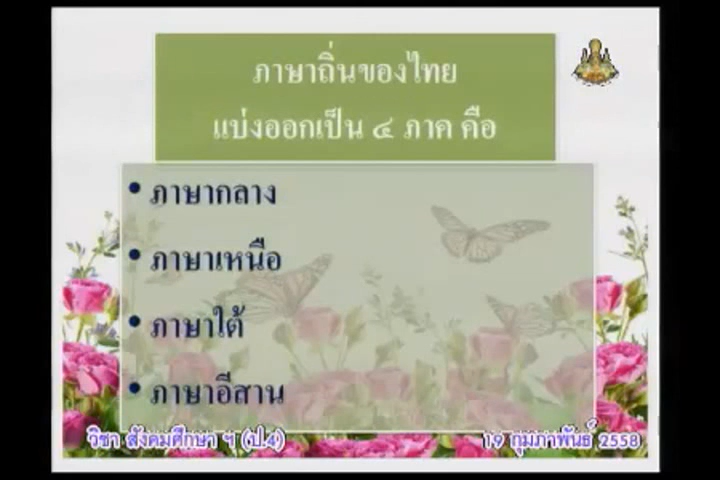 ภาษาถิ่นของไทย
แบ่งออกเป็น ๔ ภาค คือ
• ภาษากลาง
• ภาษาเหนือ
• ภาษาใต้
• ภาษาอีสาน
วิชา สังคมศึกษา ฯ (ป.4)
19 กุมภาพันธ์ 2558